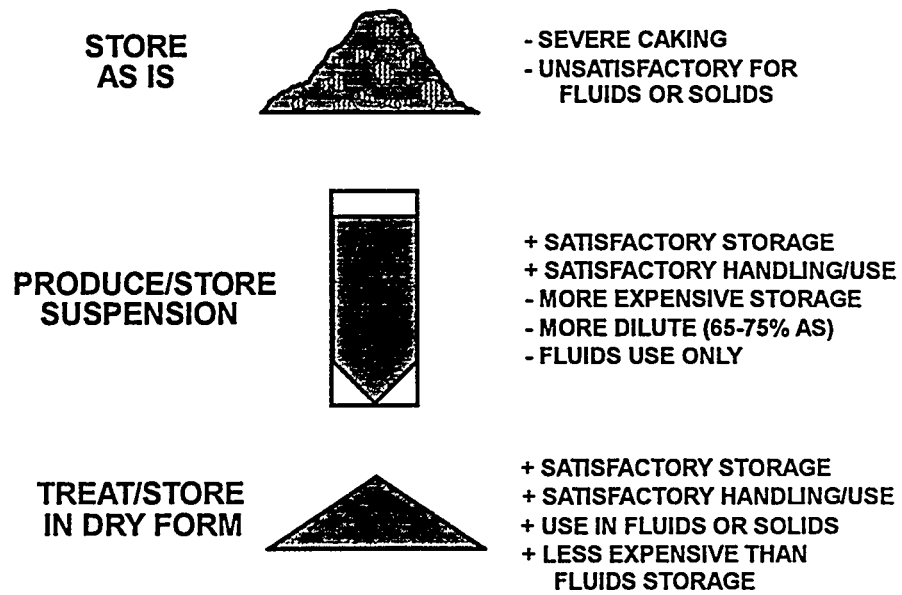 STORE
AS IS
- SEVERE CAKING
- UNSATISFACTORY FOR
FLUIDS OR SOLIDS
PRODUCE/STORE
SUSPENSION
+ SATISFACTORY STORAGE
+ SATISFACTORY HANDLING/USE
- MORE EXPENSIVE STORAGE
- MORE DILUTE (65-75% AS)
- FLUIDS USE ONLY
TREAT/STORE
IN DRY FORM
+ SATISFACTORY STORAGE
+ SATISFACTORY HANDLING/USE
+ USE IN FLUIDS OR SOLIDS
+ LESS EXPENSIVE THAN
FLUIDS STORAGE